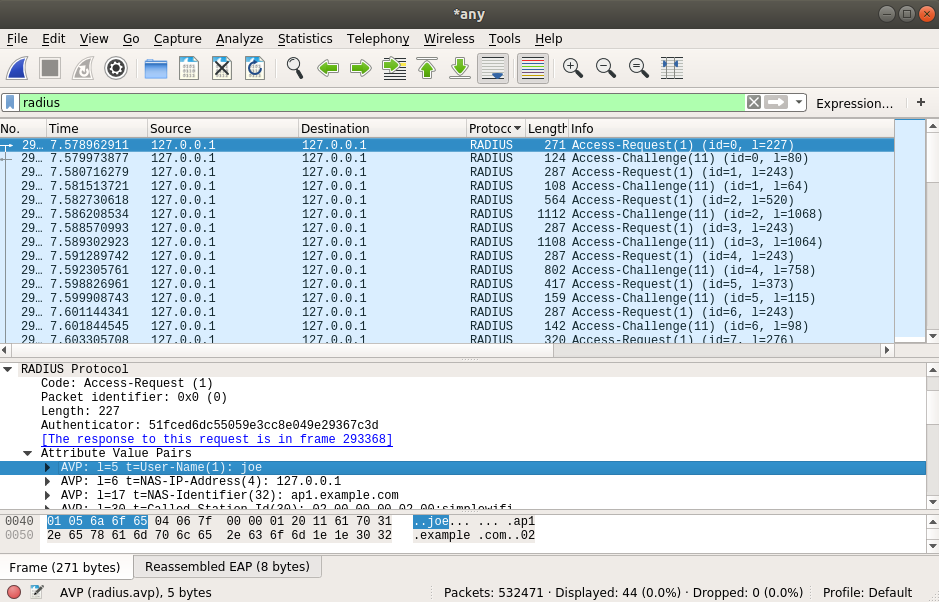 *any
File Edit View Go Capture Analyze Statistics Telephony Wireless Tools Help
radius Expression... +
No. Time Source Destination Protocc Length Info
29... 7.578962911 127.0.0.1 127.0.0.1 RADIUS 271 Access-Request(1) (id=0, l=227)
29... 7.579973877 127.0.0.1 127.0.0.1 RADIUS 124 Access-Challenge(11) (id=0, l=80)
29... 7.580716279 127.0.0.1 127.0.0.1 RADIUS 287 Access-Request(1) (id=1, l=243)
29... 7.581513721 127.0.0.1 127.0.0.1 RADIUS 108 Access-Challenge(11) (id=1, l=64)
29... 7.582730618 127.0.0.1 127.0.0.1 RADIUS 564 Access-Request(1) (id=2, l=520)
29... 7.586208534 127.0.0.1 127.0.0.1 RADIUS 1112 Access-Challenge(11) (id=2, l=1068)
29... 7.588570993 127.0.0.1 127.0.0.1 RADIUS 287 Access-Request(1) (id=3, l=243)
29... 7.589302923 127.0.0.1 127.0.0.1 RADIUS 1108 Access-Challenge(11) (id=3, l=1064)
29... 7.591289742 127.0.0.1 127.0.0.1 RADIUS 287 Access-Request(1) (id=4, l=243)
29... 7.592305761 127.0.0.1 127.0.0.1 RADIUS 802 Access-Challenge(11) (id=4, l=758)
29... 7.598826961 127.0.0.1 127.0.0.1 RADIUS 417 Access-Request(1) (id=5, l=373)
29... 7.599908743 127.0.0.1 127.0.0.1 RADIUS 159 Access-Challenge(11) (id=5, l=115)
29... 7.601144341 127.0.0.1 127.0.0.1 RADIUS 287 Access-Request(1) (id=6, l=243)
29... 7.601844545 127.0.0.1 127.0.0.1 RADIUS 142 Access-Challenge(11) (id=6, l=98)
29... 7.603305708 127.0.0.1 127.0.0.1 RADIUS 320 Access-Request(1) (id=7, l=276)
RADIUS Protocol
Code: Access-Request (1)
Packet identifier: 0x0 (0)
Length: 227
Authenticator: 51fced6dc55059e3cc8e049e29367c3d
[The response to this request is in frame 293368]
Attribute Value Pairs
AVP: l=5 t=User-Name(1): joe
AVP: l=6 t=NAS-IP-Address(4): 127.0.0.1
AVP: l=17 t=NAS-Identifier(32): ap1.example.com
AVP: l=30 t=Called-Station-Id(30): 02-00-00-00-02-00:simplewifi
0040 01 05 6a 6f 65 04 06 7f 00 00 01 20 11 61 70 31 ..joe... ... .ap1
0050 2e 65 78 61 6d 70 6c 65 2e 63 6f 6d 1e 1e 30 32 .example .com..02
Frame (271 bytes) Reassembled EAP (8 bytes)
AVP (radius.avp), 5 bytes Packets: 532471 · Displayed: 44 (0.0%) · Dropped: 0 (0.0%) Profile: Default